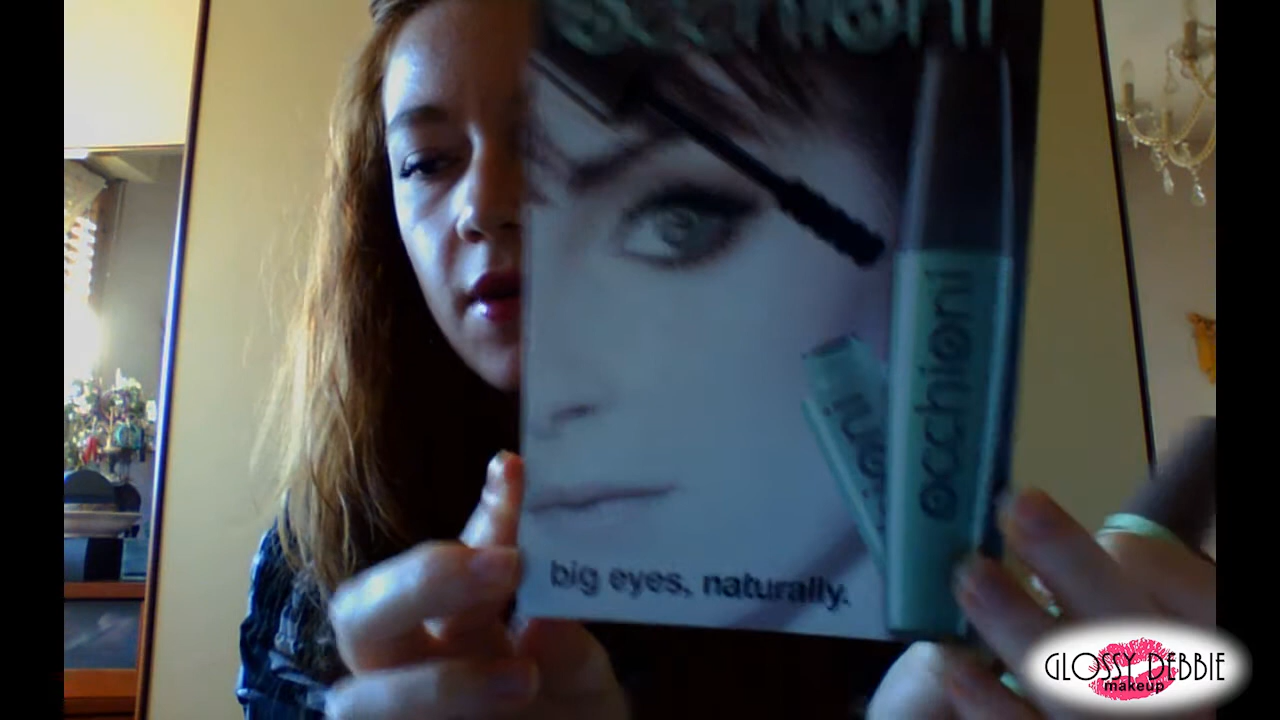 occhioni
occhioni
big eyes, naturally.
GLOSSY DEBBIE
makeup